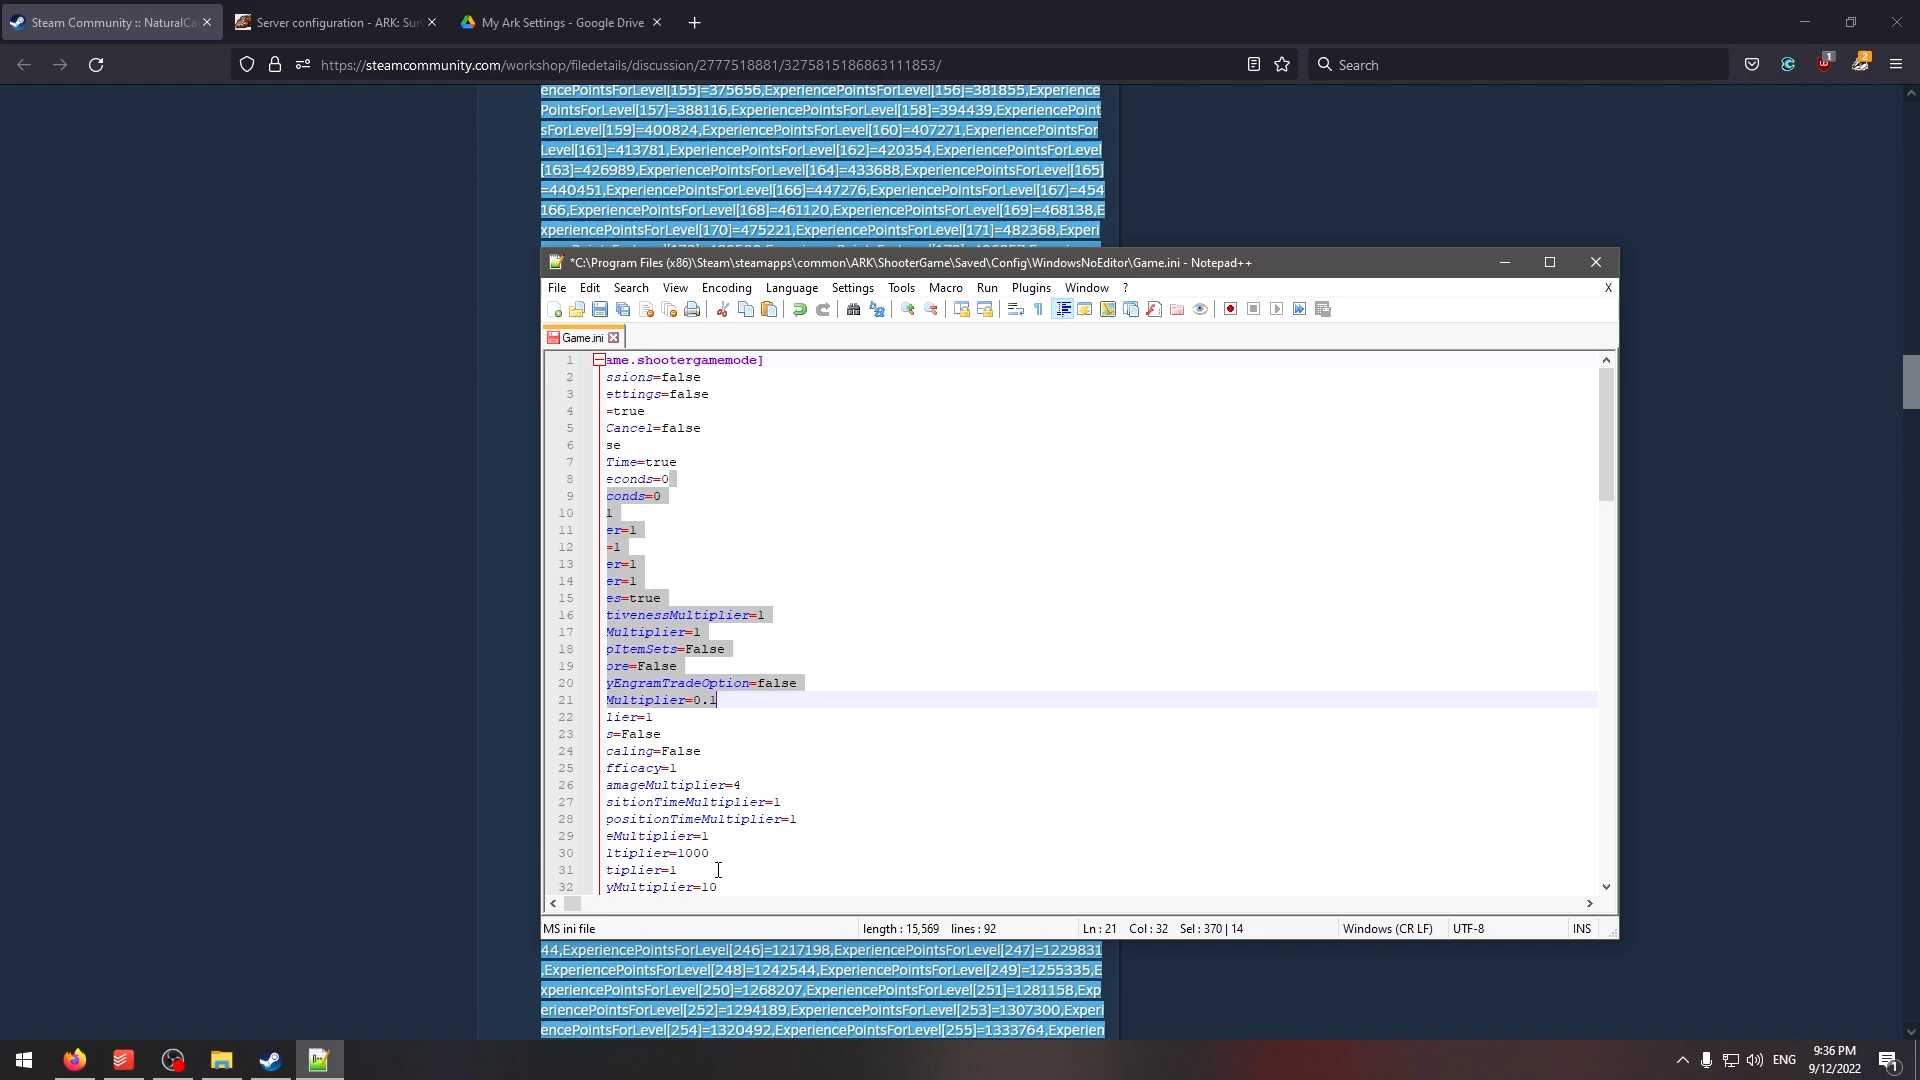 Steam Community :: NaturalCa
Server configuration - ARK: Sur
My Ark Settings - Google Drive
https://steamcommunity.com/workshop/filedetails/discussion/2777518881/3275815186863111853/
Search
1
2
encePointsForLevel[155]=375656,ExperiencePointsForLevel[156]=381855,Experience
PointsForLevel[157]=388116,ExperiencePointsForLevel[158]=394439,ExperiencePoint
sForLevel[159]=400824,ExperiencePointsForLevel[160]=407271,ExperiencePointsFor
Level[161]=413781,ExperiencePointsForLevel[162]=420354,ExperiencePointsForLevel
[163]=426989,ExperiencePointsForLevel[164]=433688,ExperiencePointsForLevel[165]
=440451,ExperiencePointsForLevel[166]=447276,ExperiencePointsForLevel[167]=454
166,ExperiencePointsForLevel[168]=461120,ExperiencePointsForLevel[169]=468138,E
xperiencePointsForLevel[170]=475221,ExperiencePointsForLevel[171]=482368,Experi
*C:\Program Files (x86)\Steam\steamapps\common\ARK\ShooterGame\Saved\Config\WindowsNoEditor\Game.ini - Notepad++
File Edit Search View Encoding Language Settings Tools Macro Run Plugins Window ? X
Game.ini
1 ame.shootergamemode]
2 ssions=false
3 ettings=false
4 =true
5 Cancel=false
6 se
7 Time=true
8 econds=0
9 conds=0
10 1
11 er=1
12 =1
13 er=1
14 er=1
15 es=true
16 tivenessMultiplier=1
17 Multiplier=1
18 pItemSets=False
19 ore=False
20 yEngramTradeOption=false
21 Multiplier=0.1
22 lier=1
23 s=False
24 caling=False
25 fficacy=1
26 amageMultiplier=4
27 sitionTimeMultiplier=1
28 positionTimeMultiplier=1
29 eMultiplier=1
30 ltiplier=1000
31 tiplier=1
32 yMultiplier=10
MS ini file length : 15,569 lines : 92 Ln : 21 Col : 32 Sel : 370 | 14 Windows (CR LF) UTF-8 INS
44,ExperiencePointsForLevel[246]=1217198,ExperiencePointsForLevel[247]=1229831
,ExperiencePointsForLevel[248]=1242544,ExperiencePointsForLevel[249]=1255335,E
xperiencePointsForLevel[250]=1268207,ExperiencePointsForLevel[251]=1281158,Exp
eriencePointsForLevel[252]=1294189,ExperiencePointsForLevel[253]=1307300,Experi
encePointsForLevel[254]=1320492,ExperiencePointsForLevel[255]=1333764,Experien
ENG
9:36 PM
9/12/2022
1